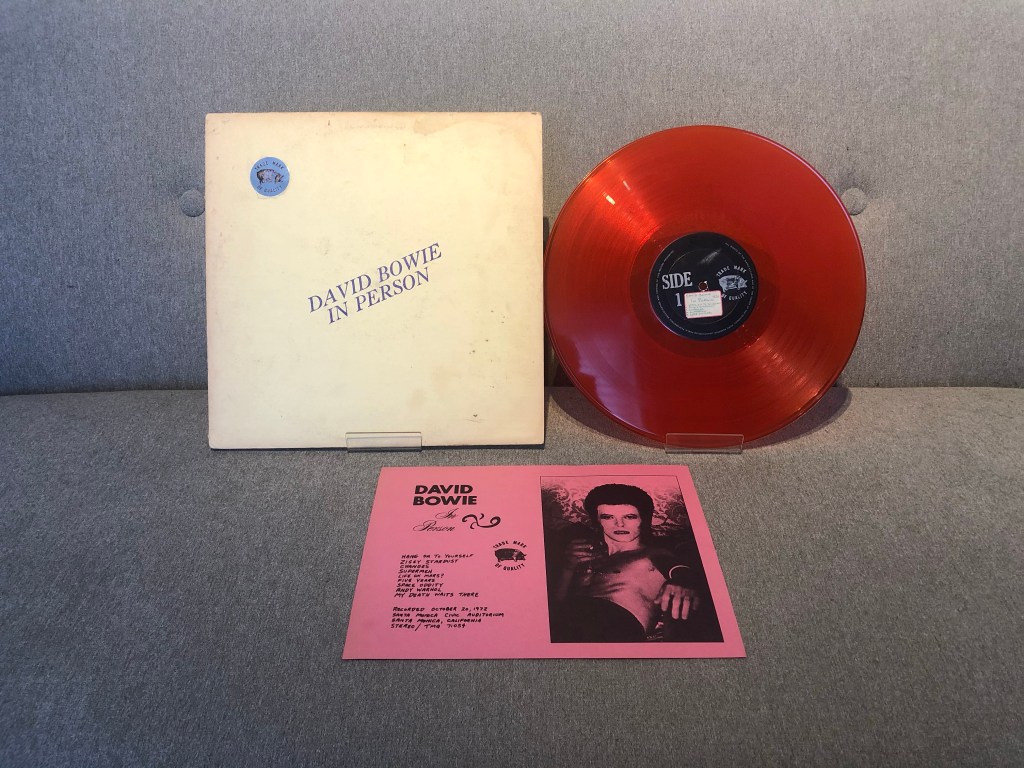 TRADE MARK
OF QUALITY
DAVID BOWIE
IN PERSON
SIDE
1
TRADE MARK
OF QUALITY
DAVID
BOWIE
In
Person
TRADE MARK
OF QUALITY
HANG ON TO YOURSELF
ZIGGY STARDUST
CHANGES
SUPERMEN
LIFE ON MARS?
FIVE YEARS
SPACE ODDITY
ANDY WARHOL
MY DEATH WAITS THERE
RECORDED OCTOBER 20, 1972
SANTA MONICA CIVIC AUDITORIUM
SANTA MONICA, CALIFORNIA
STEREO / TMQ 71059